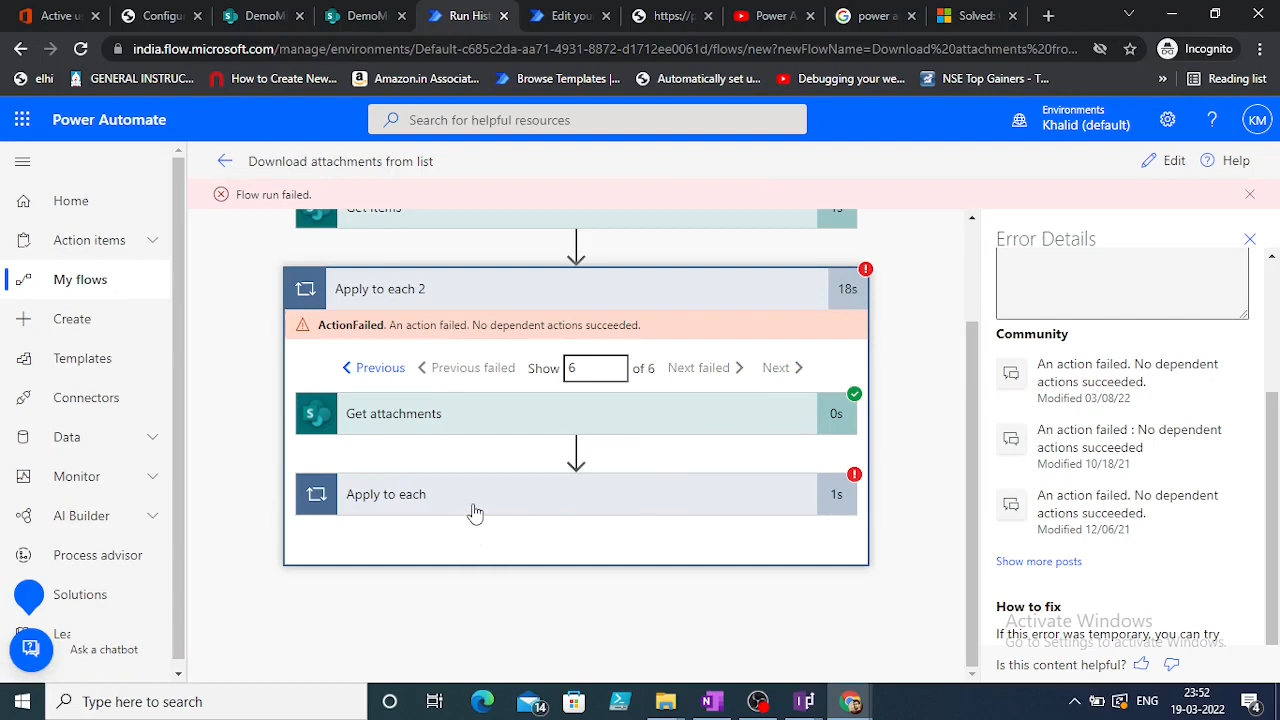 Active us
Configur
DemoM
DemoM
Run Hist
Edit you
https://p
Power A
power a
Solved:
india.flow.microsoft.com/manage/environments/Default-c685c2da-aa71-4931-8872-d1712ee0061d/flows/new?newFlowName=Download%20attachments%20fro...
Incognito
elhi
GENERAL INSTRUC...
How to Create New...
Amazon.in Associat...
Browse Templates |...
Automatically set u...
Debugging your we...
NSE Top Gainers - T...
»
Reading list
Power Automate
Search for helpful resources
Environments
Khalid (default)
KM
Download attachments from list
Edit
Help
Flow run failed.
Home
Action items
My flows
Create
Templates
Connectors
Data
Monitor
AI Builder
Process advisor
Solutions
Lea
Ask a chatbot
Get items
1s
Apply to each 2
18s
ActionFailed. An action failed. No dependent actions succeeded.
Previous
Previous failed
Show 6 of 6
Next failed
Next
Get attachments
0s
Apply to each
1s
Error Details
Community
An action failed. No dependent
actions succeeded.
Modified 03/08/22
An action failed : No dependent
actions succeeded
Modified 10/18/21
An action failed. No dependent
actions succeeded.
Modified 12/06/21
Show more posts
How to fix
If this error was temporary, you can try
Activate Windows
Go to Settings to activate Windows.
Is this content helpful?
Type here to search
14
ENG
23:52
19-03-2022
4